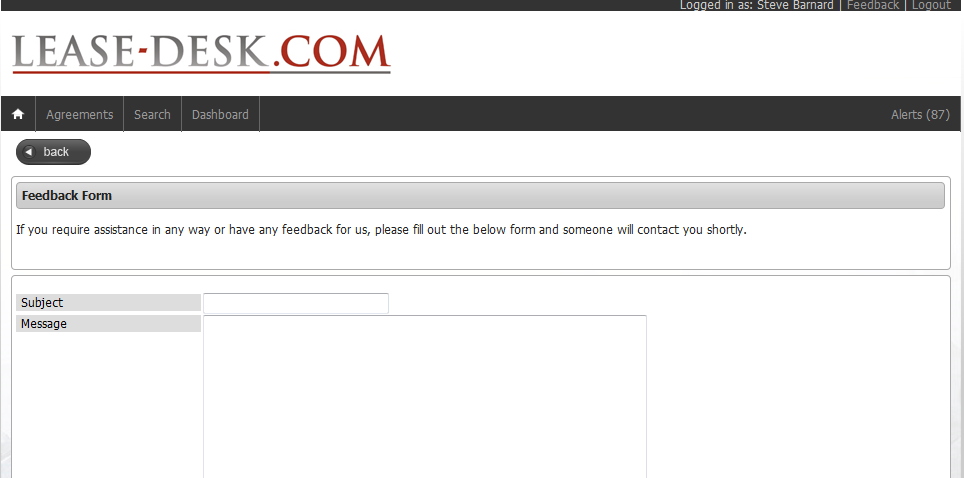 Logged in as: Steve Barnard | Feedback | Logout
LEASE-DESK.COM
Agreements Search Dashboard Alerts (87)
back
Feedback Form
If you require assistance in any way or have any feedback for us, please fill out the below form and someone will contact you shortly.
Subject
Message